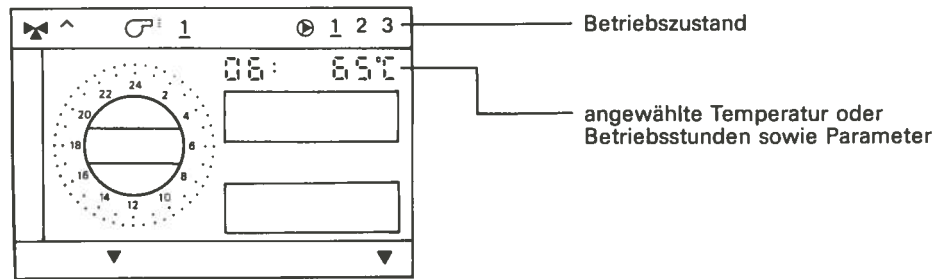 1 1 2 3
Betriebszustand
06: 65°C
angewählte Temperatur oder
Betriebsstunden sowie Parameter
24
22 2
20 4
18 6
16 8
14 10
12